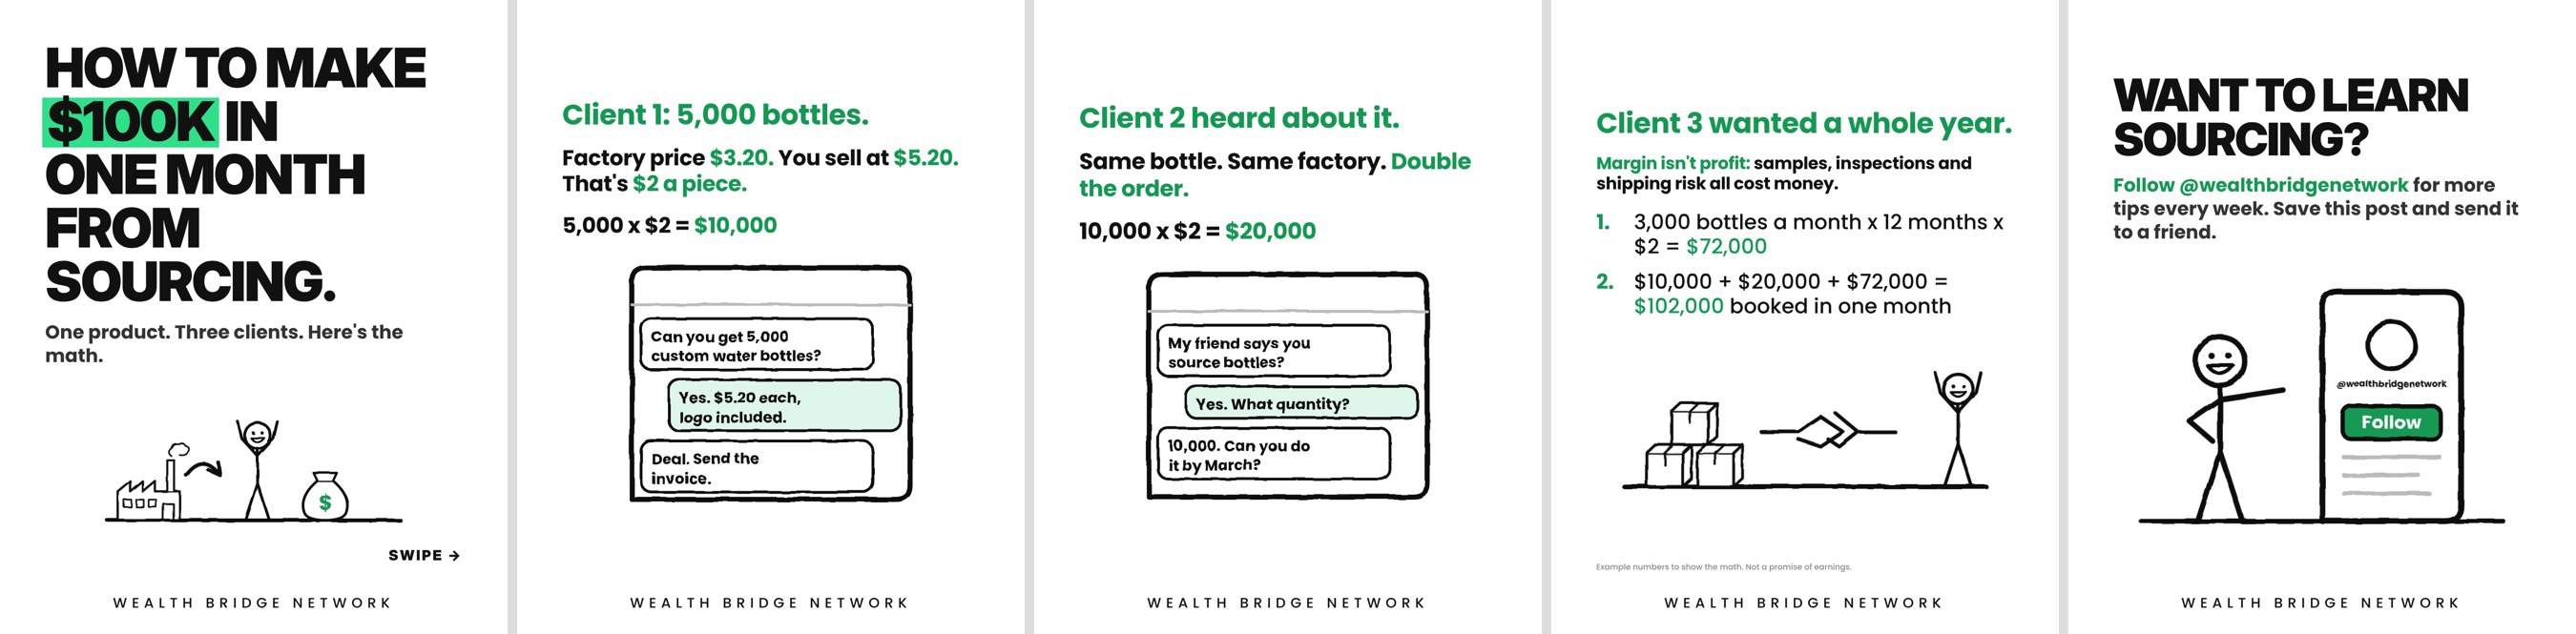 HOW TO MAKE
$100K IN
ONE MONTH
FROM
SOURCING.
One product. Three clients. Here's the
math.
$
SWIPE →
WEALTH BRIDGE NETWORK
Client 1: 5,000 bottles.
Factory price $3.20. You sell at $5.20.
That's $2 a piece.
5,000 x $2 = $10,000
Can you get 5,000
custom water bottles?
Yes. $5.20 each,
logo included.
Deal. Send the
invoice.
WEALTH BRIDGE NETWORK
Client 2 heard about it.
Same bottle. Same factory. Double
the order.
10,000 x $2 = $20,000
My friend says you
source bottles?
Yes. What quantity?
10,000. Can you do
it by March?
WEALTH BRIDGE NETWORK
Client 3 wanted a whole year.
Margin isn't profit: samples, inspections and
shipping risk all cost money.
1. 3,000 bottles a month x 12 months x
$2 = $72,000
2. $10,000 + $20,000 + $72,000 =
$102,000 booked in one month
Example numbers to show the math. Not a promise of earnings.
WEALTH BRIDGE NETWORK
WANT TO LEARN
SOURCING?
Follow @wealthbridgenetwork for more
tips every week. Save this post and send it
to a friend.
@wealthbridgenetwork
Follow
WEALTH BRIDGE NETWORK